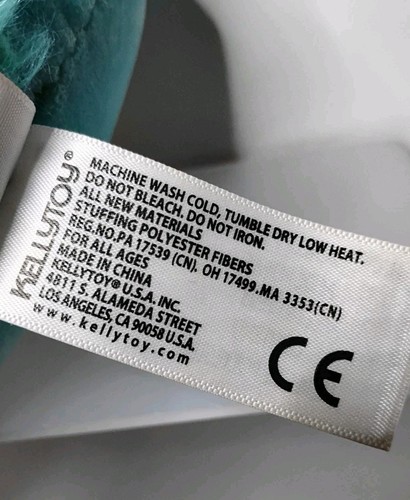 KELLYTOY®
MACHINE WASH COLD, TUMBLE DRY LOW HEAT.
DO NOT BLEACH. DO NOT IRON.
ALL NEW MATERIALS
STUFFING POLYESTER FIBERS
REG.NO.PA 17539 (CN). OH 17499.MA 3353(CN)
FOR ALL AGES
MADE IN CHINA
KELLYTOY® U.S.A. INC.
4811 S. ALAMEDA STREET
LOS ANGELES, CA 90058 U.S.A.
www.kellytoy.com
CE